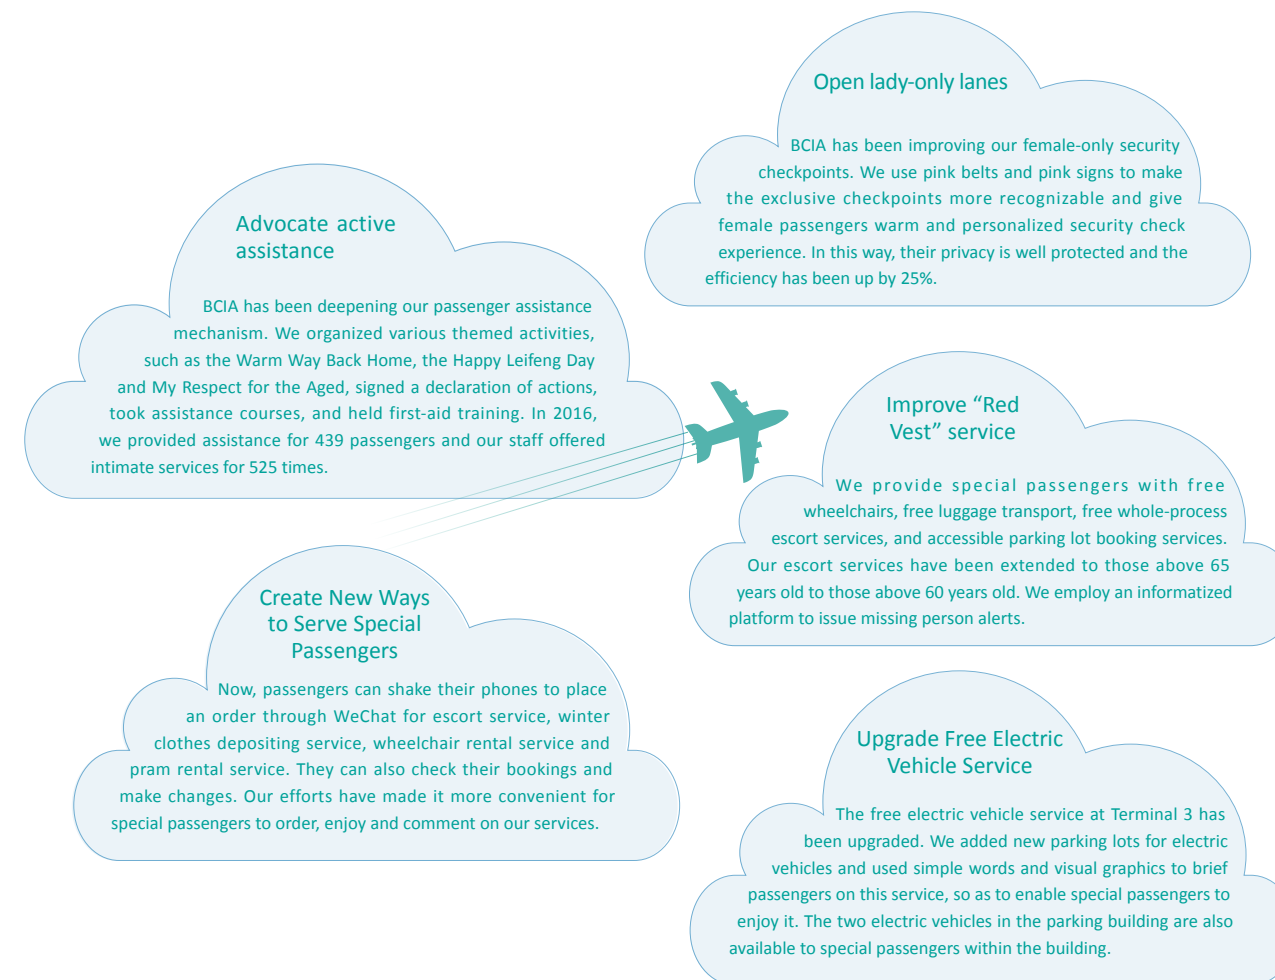 Open lady-only lanes
BCIA has been improving our female-only security
checkpoints. We use pink belts and pink signs to make
the exclusive checkpoints more recognizable and give
female passengers warm and personalized security check
experience. In this way, their privacy is well protected and the
efficiency has been up by 25%.
Advocate active
assistance
BCIA has been deepening our passenger assistance
mechanism. We organized various themed activities,
such as the Warm Way Back Home, the Happy Leifeng Day
and My Respect for the Aged, signed a declaration of actions,
took assistance courses, and held first-aid training. In 2016,
we provided assistance for 439 passengers and our staff offered
intimate services for 525 times.
Improve “Red
Vest” service
We provide special passengers with free
wheelchairs, free luggage transport, free whole-process
escort services, and accessible parking lot booking services.
Our escort services have been extended to those above 65
years old to those above 60 years old. We employ an informatized
platform to issue missing person alerts.
Create New Ways
to Serve Special
Passengers
Now, passengers can shake their phones to place
an order through WeChat for escort service, winter
clothes depositing service, wheelchair rental service and
pram rental service. They can also check their bookings and
make changes. Our efforts have made it more convenient for
special passengers to order, enjoy and comment on our services.
Upgrade Free Electric
Vehicle Service
The free electric vehicle service at Terminal 3 has
been upgraded. We added new parking lots for electric
vehicles and used simple words and visual graphics to brief
passengers on this service, so as to enable special passengers to
enjoy it. The two electric vehicles in the parking building are also
available to special passengers within the building.